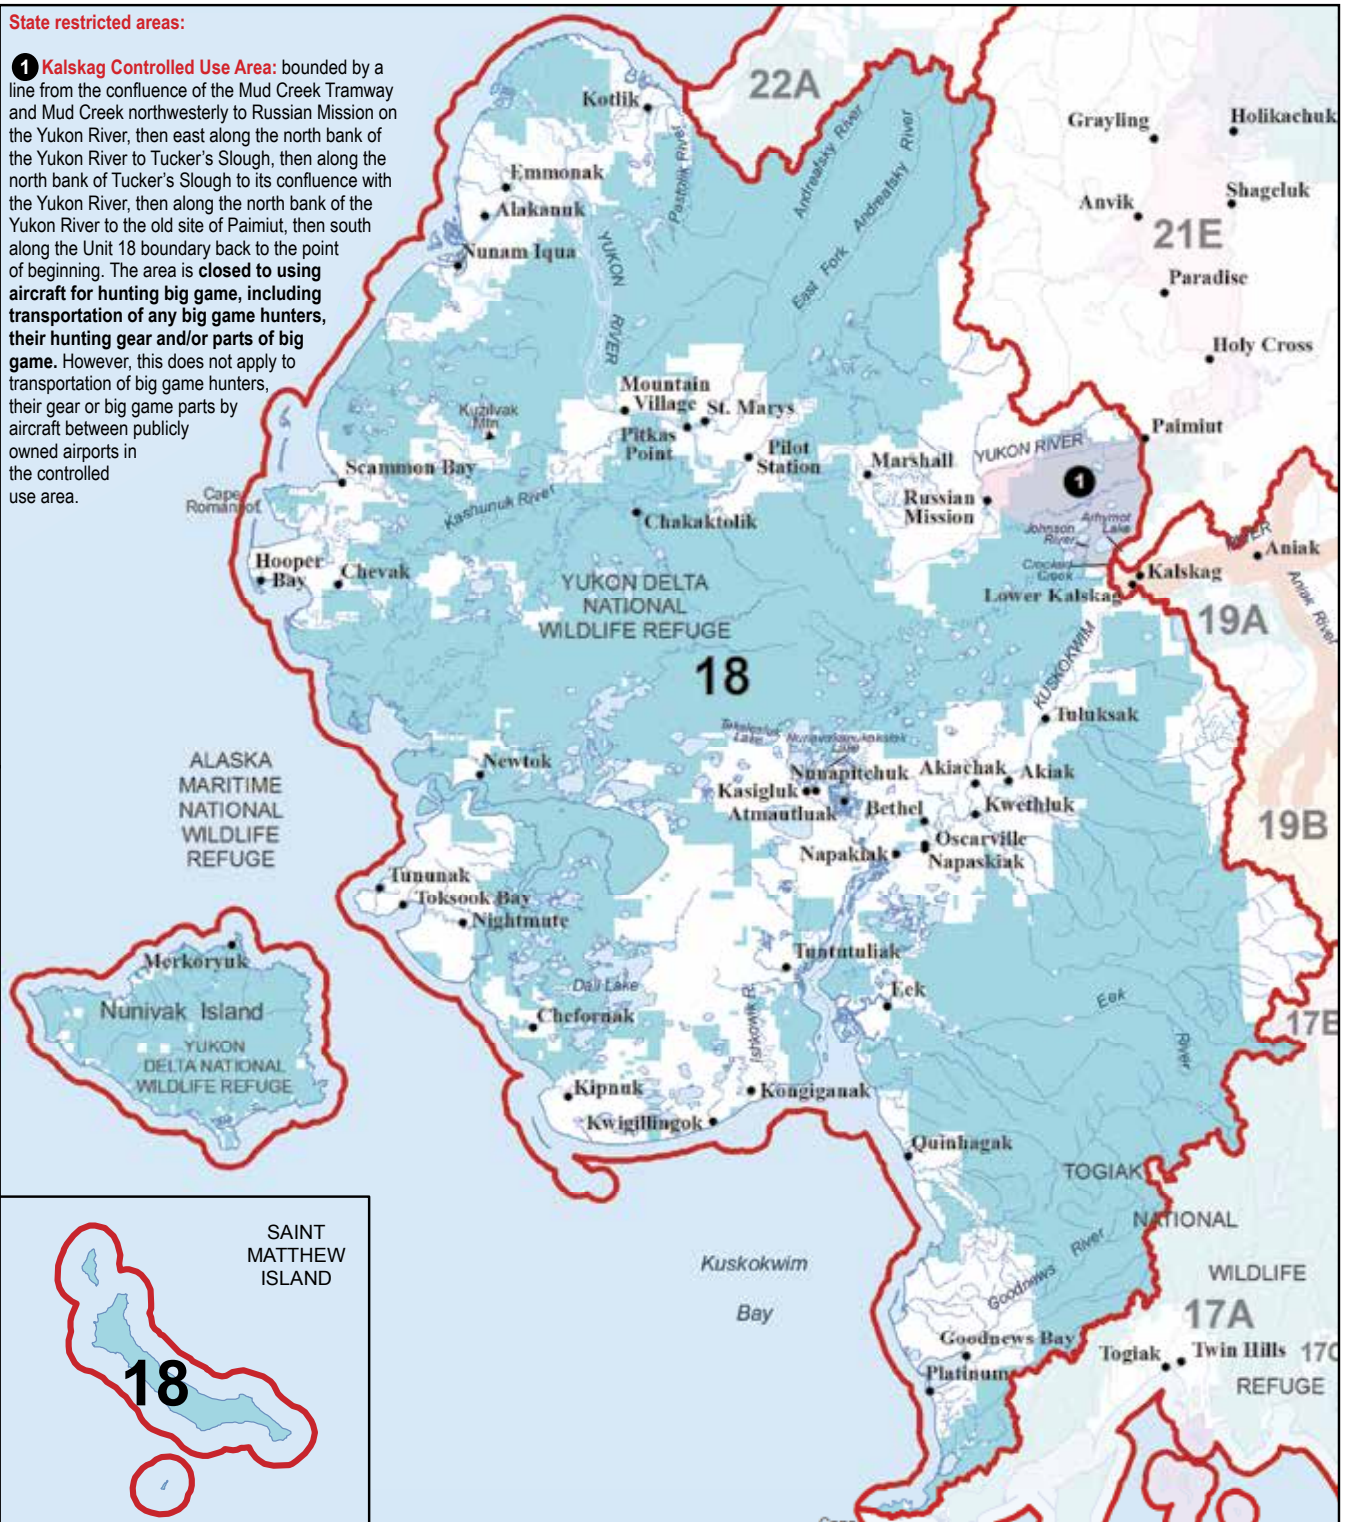 State restricted areas:
1 Kalskag Controlled Use Area: bounded by a
line from the confluence of the Mud Creek Tramway
and Mud Creek northwesterly to Russian Mission on
the Yukon River, then east along the north bank of
the Yukon River to Tucker's Slough, then along the
north bank of Tucker's Slough to its confluence with
the Yukon River, then along the north bank of the
Yukon River to the old site of Paimiut, then south
along the Unit 18 boundary back to the point
of beginning. The area is closed to using
aircraft for hunting big game, including
transportation of any big game hunters,
their hunting gear and/or parts of big
game. However, this does not apply to
transportation of big game hunters,
their gear or big game parts by
aircraft between publicly
owned airports in
the controlled
use area.
22A
Kotlik
Pastolik River
Andreafsky River
East Fork Andreafsky River
Grayling
Holikachuk
Emmonak
Alakanuk
Nunam Iqua
YUKON RIVER
Anvik
Shageluk
21E
Paradise
Holy Cross
Mountain
Village
St. Marys
Kuzilvak
Mtn
Pitkas
Point
Pilot
Station
Marshall
YUKON RIVER
Paimiut
1
Scammon Bay
Cape
Romanzof
Kashunuk River
Chakaktolik
Russian
Mission
Johnson
River
Arhymot
Lake
Crooked
Creek
RIVER
Aniak
Aniak River
Hooper
Bay
Chevak
YUKON DELTA
NATIONAL
WILDLIFE REFUGE
Kalskag
Lower Kalskag
19A
18
KUSKOKWIM
Tuluksak
ALASKA
MARITIME
NATIONAL
WILDLIFE
REFUGE
Newtok
Lake
Lake
Nunapitchuk
Akiachak
Akiak
Kasigluk
Atmautluak
Bethel
Kwethluk
19B
Oscarville
Napakiak
Napaskiak
Tununak
Toksook Bay
Nightmute
Merkoryuk
Nunivak Island
YUKON
DELTA NATIONAL
WILDLIFE REFUGE
Tuntutuliak
Dall Lake
Eek
Eek River
Chefornak
Ishkowik R.
17B
Kipnuk
Kongiganak
Kwigillingok
Quinhagak
TOGIAK
NATIONAL
WILDLIFE
REFUGE
SAINT
MATTHEW
ISLAND
18
Kuskokwim
Bay
Goodnews River
17A
Goodnews Bay
Platinum
Togiak
Twin Hills
17C